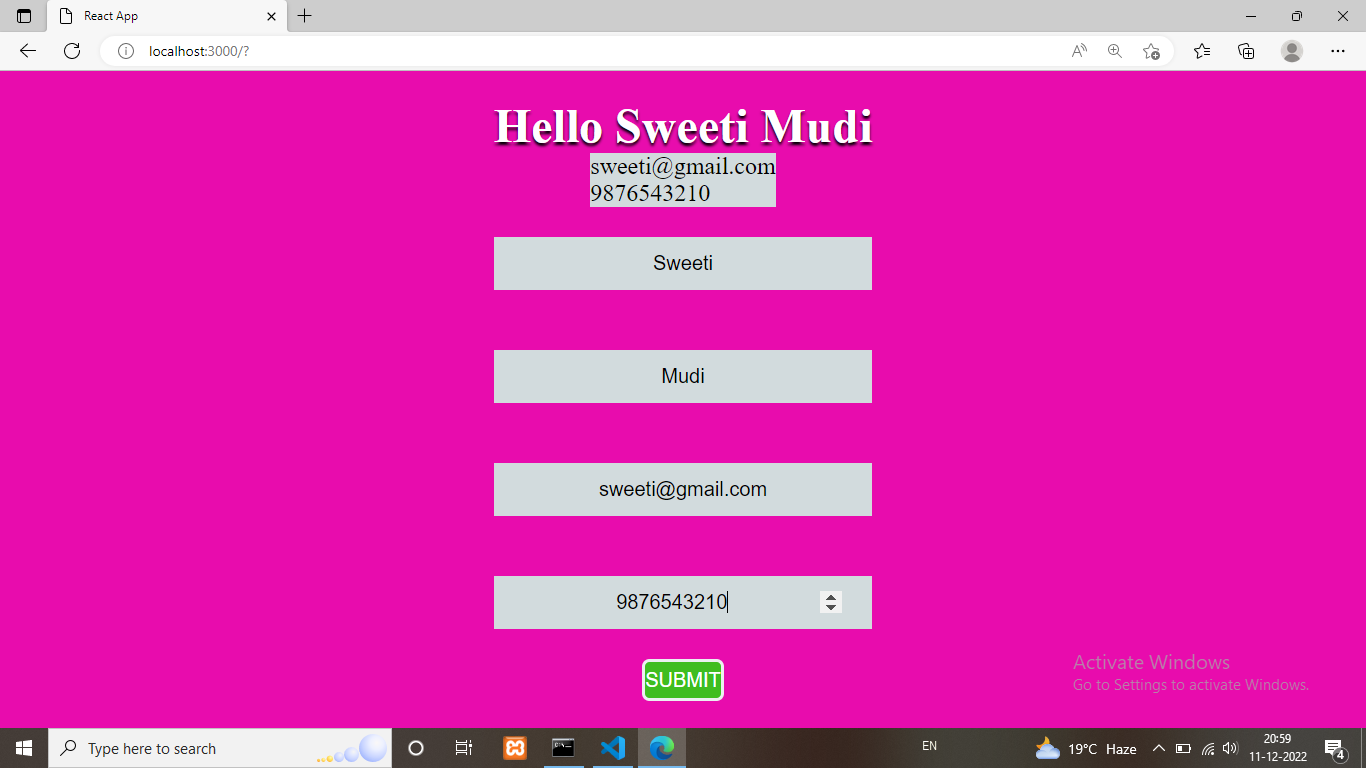 React App
localhost:3000/?
Hello Sweeti Mudi
sweeti@gmail.com
9876543210
Sweeti
Mudi
sweeti@gmail.com
9876543210
SUBMIT
Activate Windows
Go to Settings to activate Windows.
Type here to search
EN
19°C Haze
20:59
11-12-2022
4